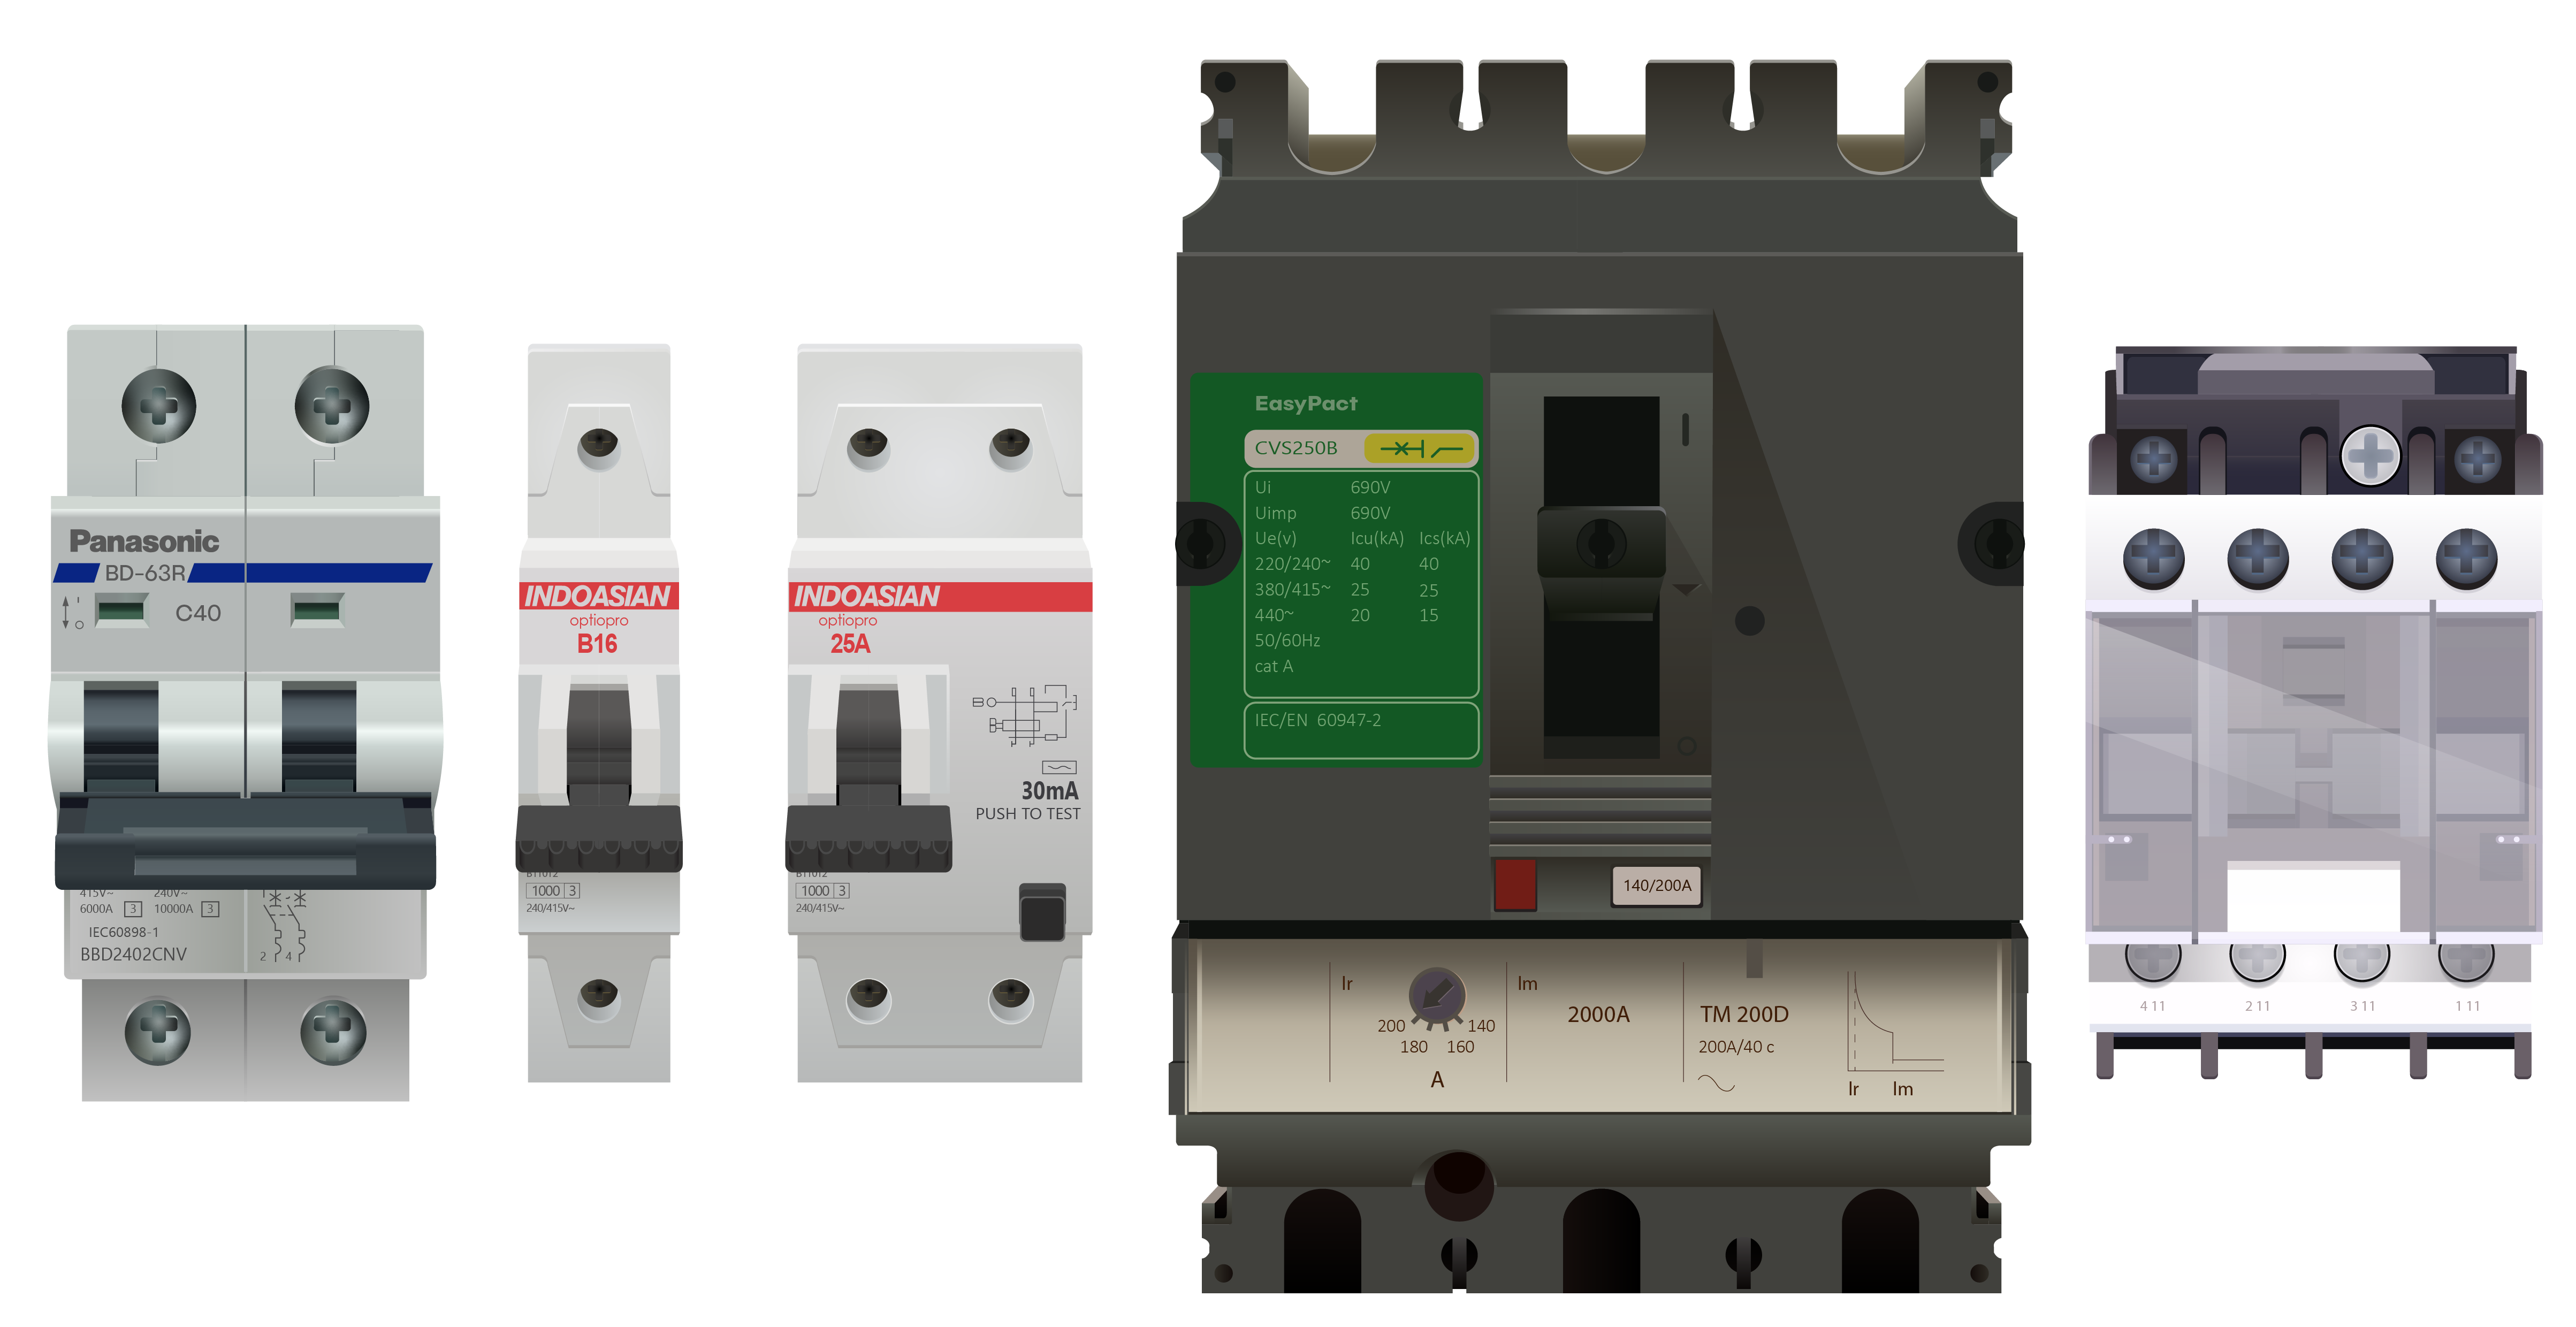 Panasonic
BD-63R
C40
415V~ 240V~
6000A 3 10000A 3
IEC60898-1
BBD2402CNV
2 4
INDOASIAN
optiopro
B16
1000 3
240/415V~
INDOASIAN
optiopro
25A
30mA
PUSH TO TEST
1000 3
240/415V~
EasyPact
CVS250B
Ui 690V
Uimp 690V
Ue(v) Icu(kA) Ics(kA)
220/240~ 40 40
380/415~ 25 25
440~ 20 15
50/60Hz
cat A
IEC/EN 60947-2
140/200A
Ir
200 140
180 160
A
Im
2000A
TM 200D
200A/40 c
Ir Im
4 11 2 11 3 11 1 11